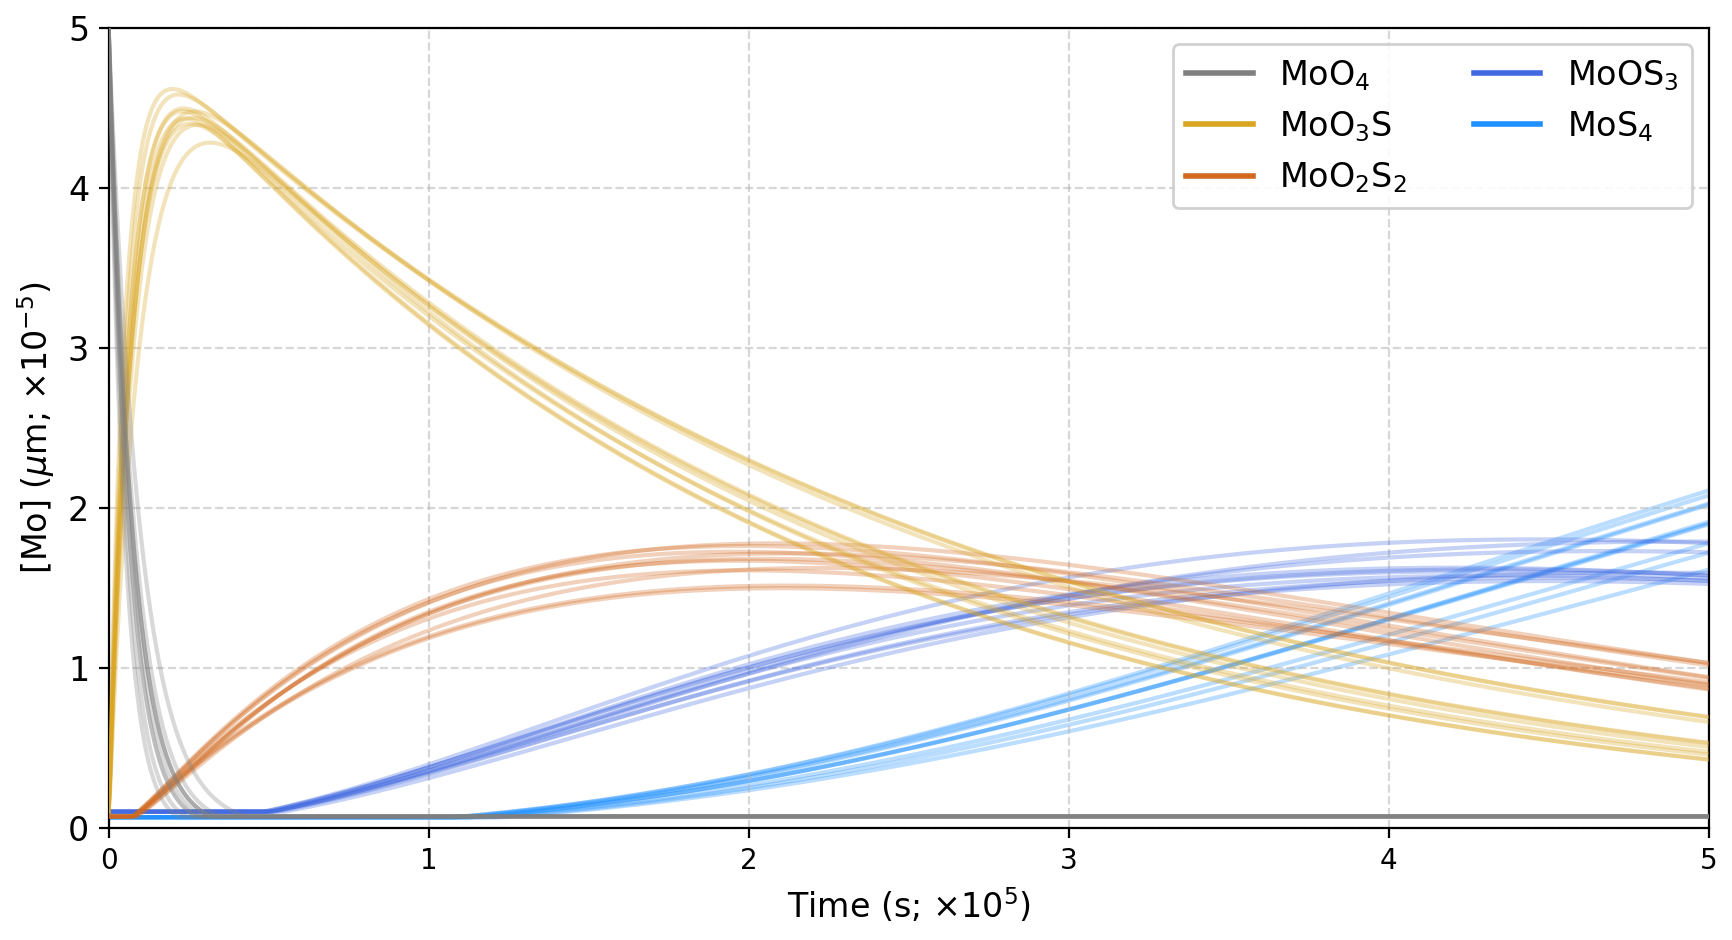 5
4
3
2
1
0
[Mo] (μm; ×10⁻⁵)
MoO₄
MoO₃S
MoO₂S₂
MoOS₃
MoS₄
0 1 2 3 4 5
Time (s; ×10⁵)